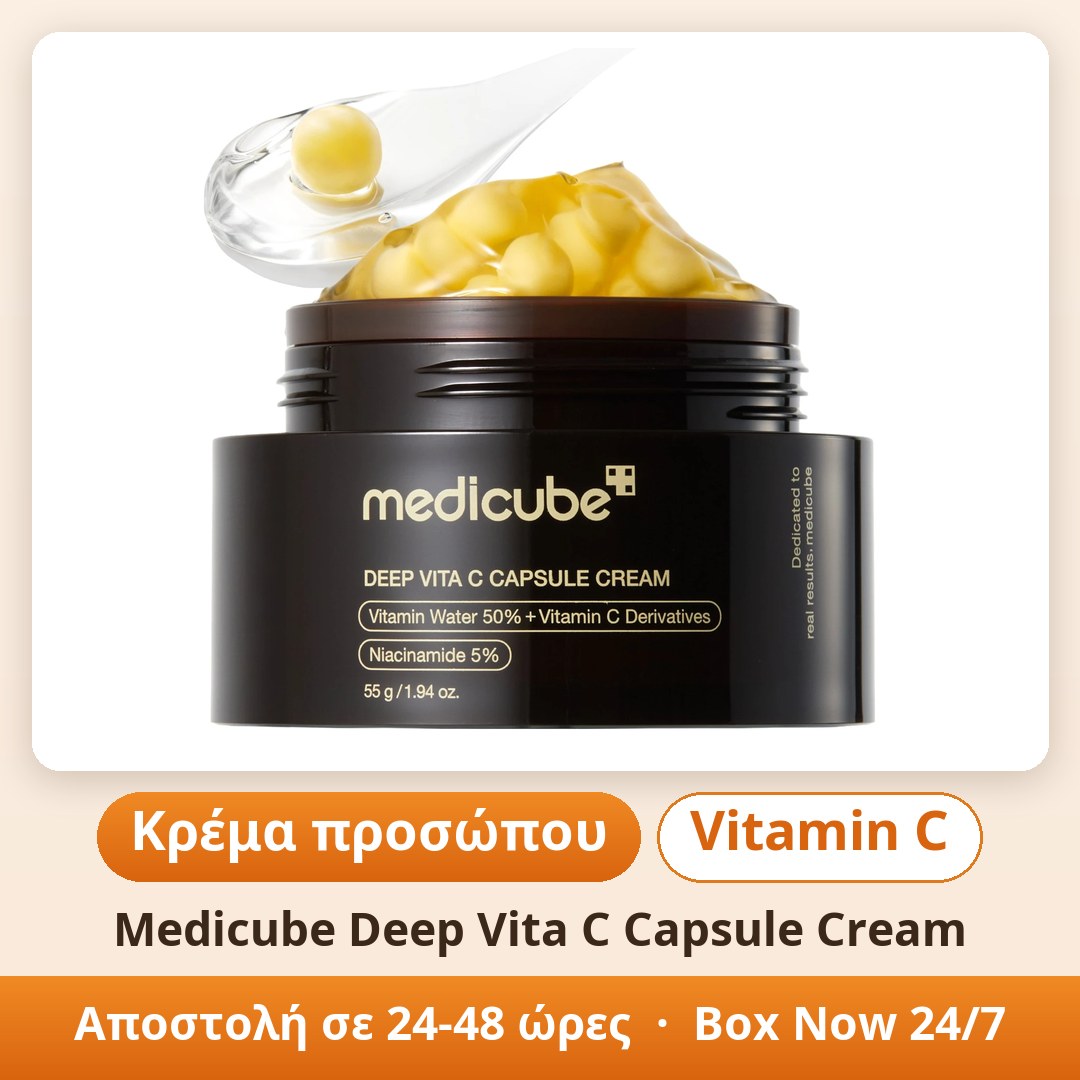 medicube
DEEP VITA C CAPSULE CREAM
Vitamin Water 50% + Vitamin C Derivatives
Niacinamide 5%
55 g / 1.94 oz.
Dedicated to
real results. medicube
Κρέμα προσώπου
Vitamin C
Medicube Deep Vita C Capsule Cream
Αποστολή σε 24-48 ώρες · Box Now 24/7